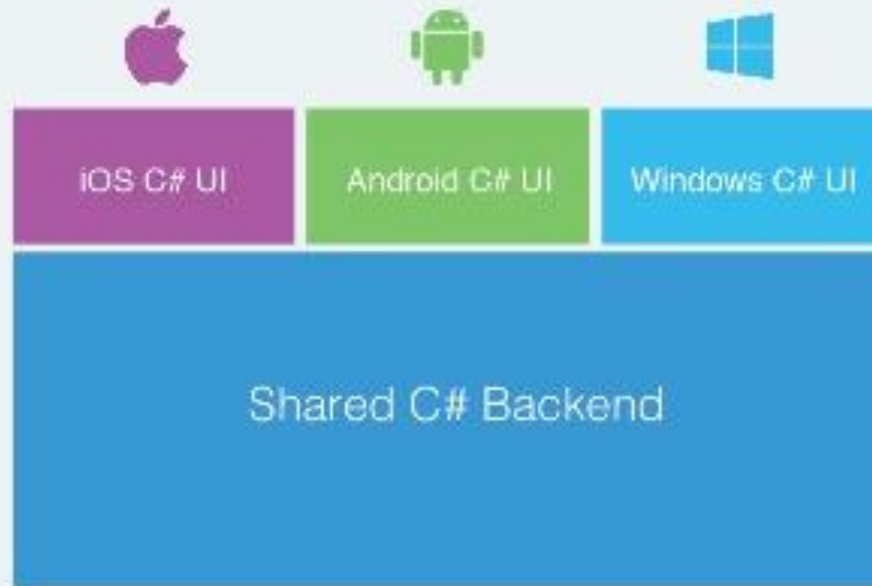 iOS C# UI
Android C# UI
Windows C# UI
Shared C# Backend